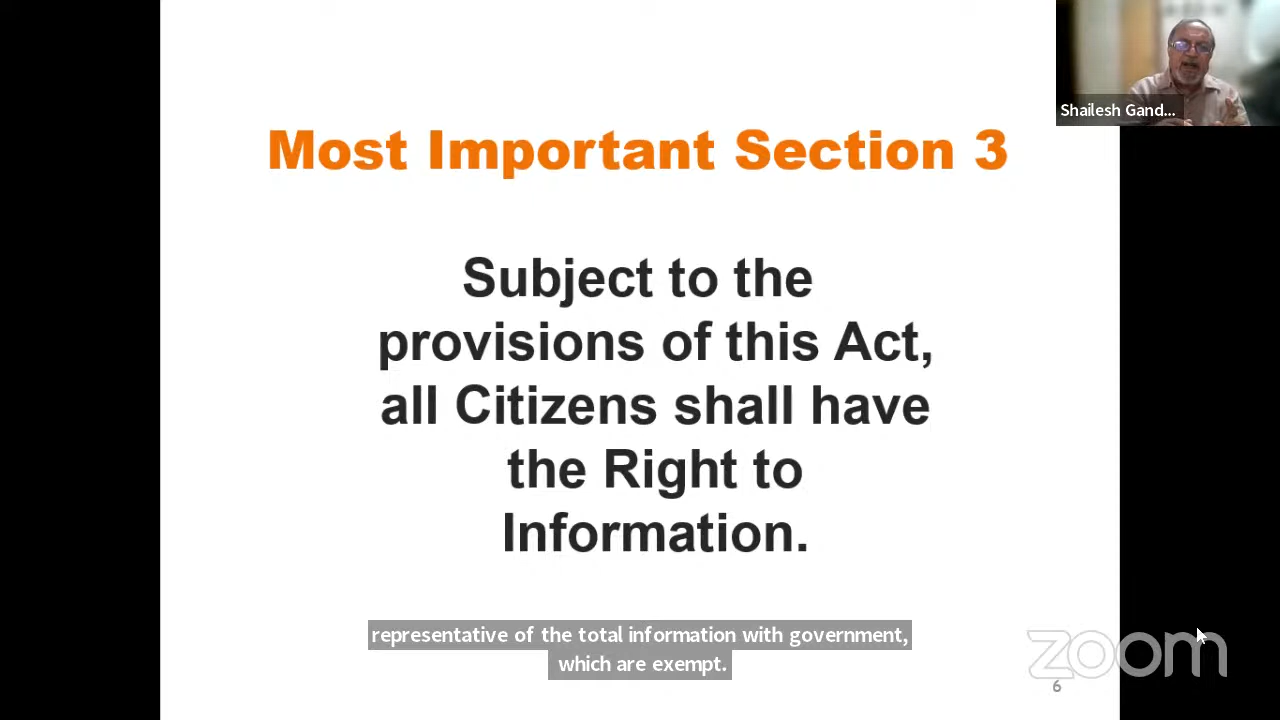 Shailesh Gand...
Most Important Section 3
Subject to the
provisions of this Act,
all Citizens shall have
the Right to
Information.
representative of the total information with government,
which are exempt.
zoom
6